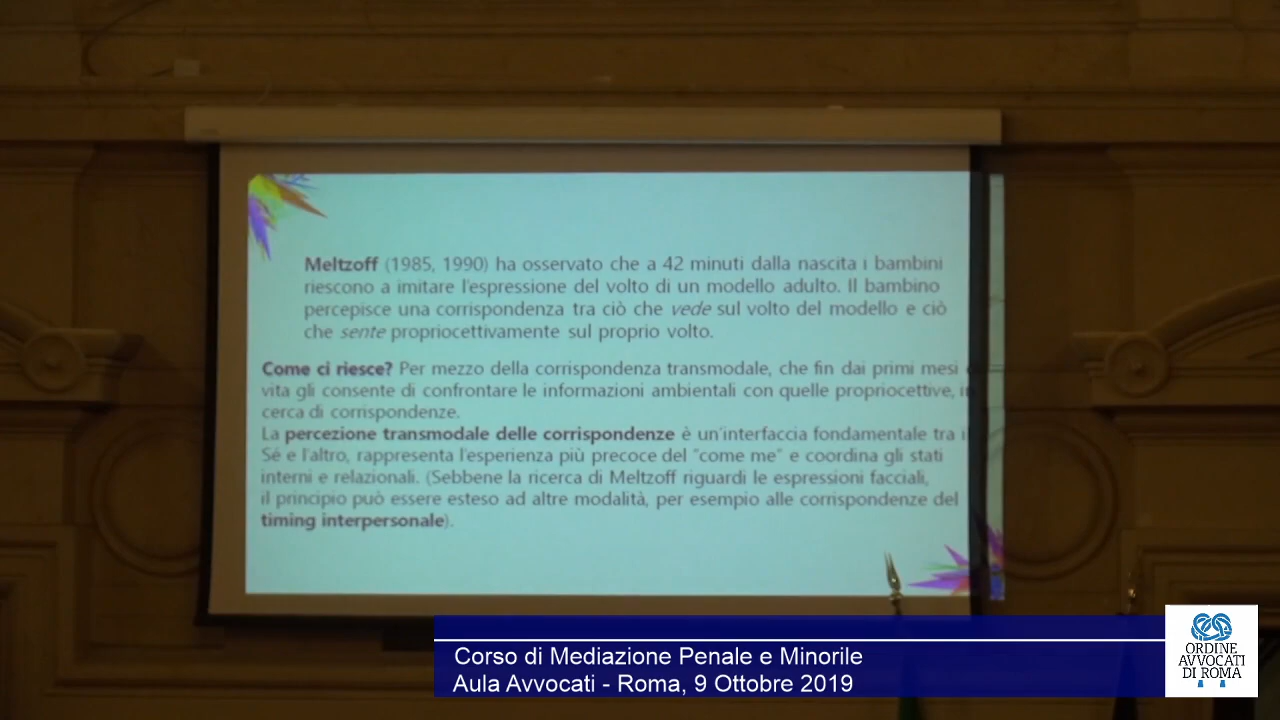 Meltzoff (1985, 1990) ha osservato che a 42 minuti dalla nascita i bambini
riescono a imitare l'espressione del volto di un modello adulto. Il bambino
percepisce una corrispondenza tra ciò che vede sul volto del modello e ciò
che sente propriocettivamente sul proprio volto.
Come ci riesce? Per mezzo della corrispondenza transmodale, che fin dai primi mesi
vita gli consente di confrontare le informazioni ambientali con quelle propriocettive, in
cerca di corrispondenze.
La percezione transmodale delle corrispondenze è un'interfaccia fondamentale tra il
Sé e l'altro, rappresenta l'esperienza più precoce del "come me" e coordina gli stati
interni e relazionali. (Sebbene la ricerca di Meltzoff riguardi le espressioni facciali,
il principio può essere esteso ad altre modalità, per esempio alle corrispondenze del
timing interpersonale).
Corso di Mediazione Penale e Minorile
Aula Avvocati - Roma, 9 Ottobre 2019
ORDINE
AVVOCATI
DI ROMA